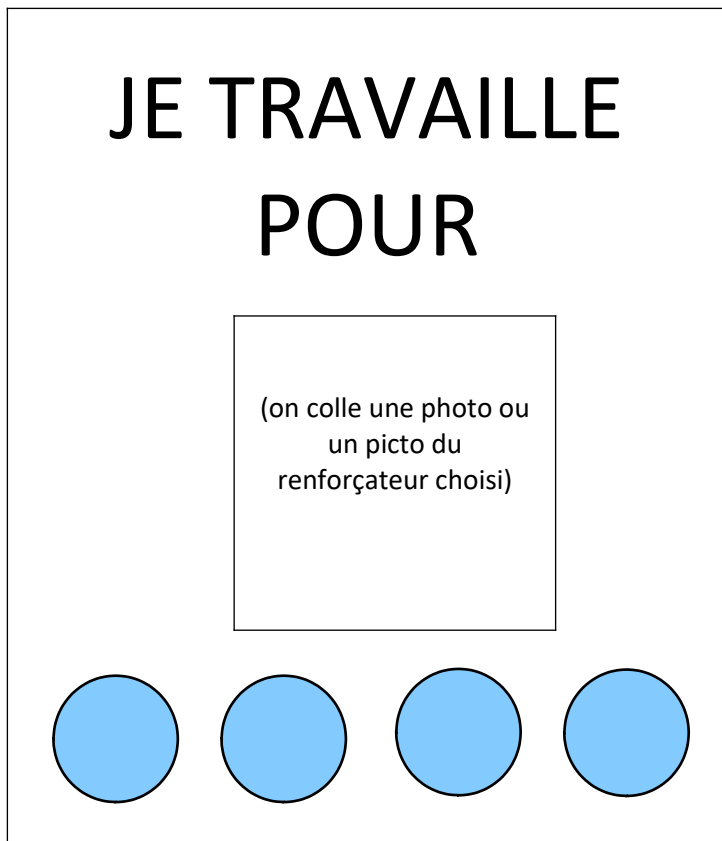 JE TRAVAILLE
POUR
(on colle une photo ou
un picto du
renforçateur choisi)